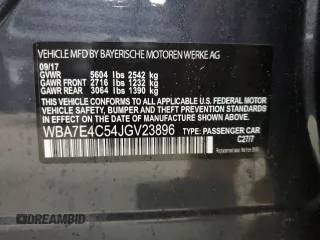 VEHICLE MFD BY BAYERISCHE MOTOREN WERKE AG
09/17
GVWR 5604 lbs 2542 kg
GAWR FRONT 2716 lbs 1232 kg
GAWR REAR 3064 lbs 1390 kg
THIS VEHICLE CONFORMS TO ALL APPLICABLE U.S. FEDERAL MOTOR VEHICLE
SAFETY, BUMPER, AND THEFT PREVENTION STANDARDS IN
EFFECT ON THE DATE OF MANUFACTURE SHOWN ABOVE.
WBA7E4C54JGV23896 TYPE: PASSENGER CAR
C27/7
DREAMBID